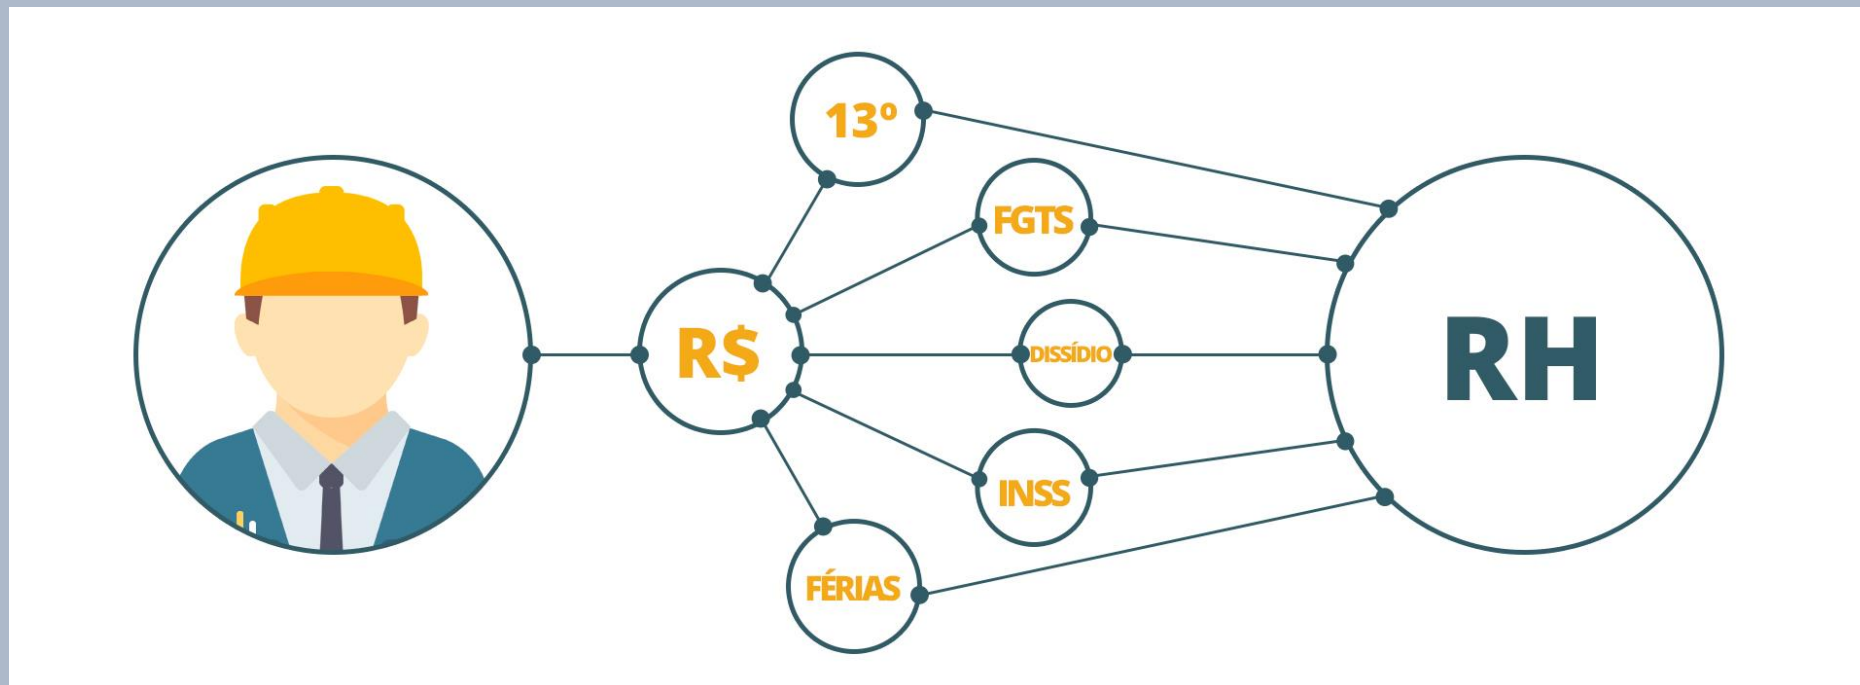 13º
FGTS
R$
DISSÍDIO
RH
INSS
FÉRIAS